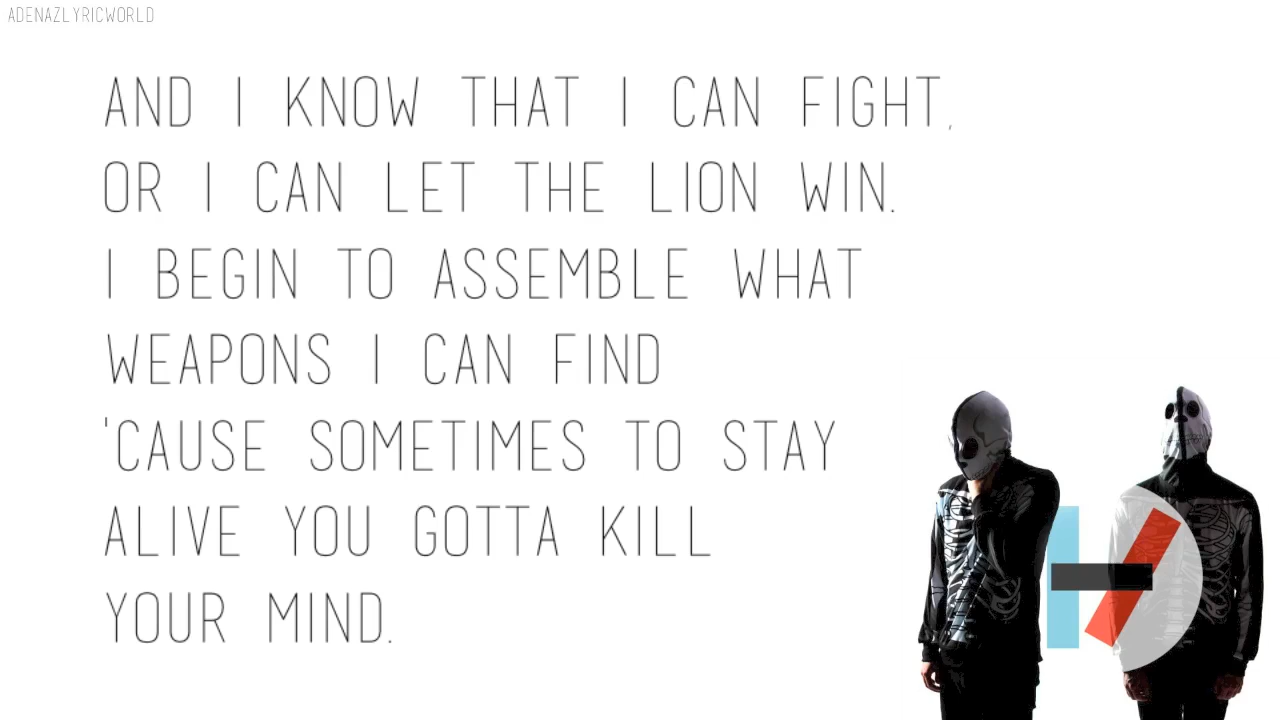 ADENAZLYRICWORLD
AND I KNOW THAT I CAN FIGHT,
OR I CAN LET THE LION WIN.
I BEGIN TO ASSEMBLE WHAT
WEAPONS I CAN FIND
'CAUSE SOMETIMES TO STAY
ALIVE YOU GOTTA KILL
YOUR MIND.